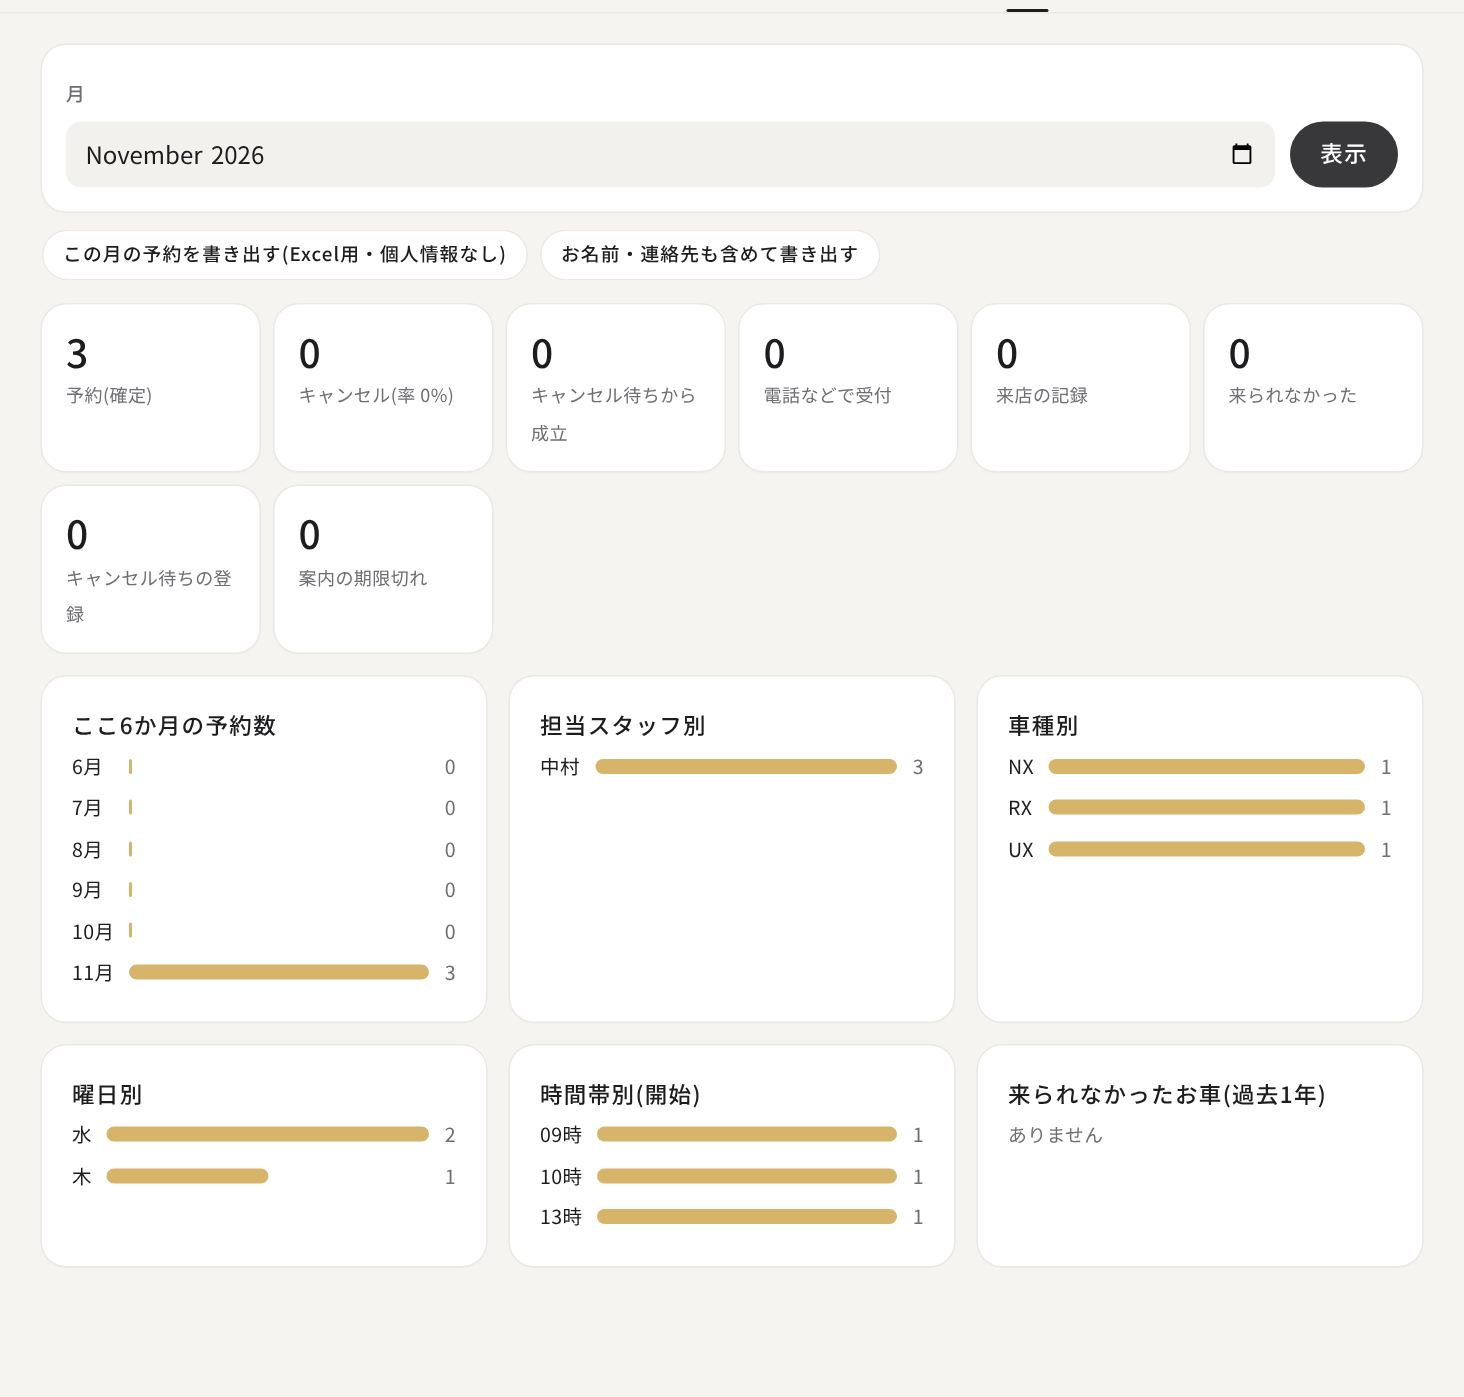 月
November 2026
表示
この月の予約を書き出す(Excel用・個人情報なし)
お名前・連絡先も含めて書き出す
3
予約(確定)
0
キャンセル(率 0%)
0
キャンセル待ちから
成立
0
電話などで受付
0
来店の記録
0
来られなかった
0
キャンセル待ちの登
録
0
案内の期限切れ
ここ6か月の予約数
6月 0
7月 0
8月 0
9月 0
10月 0
11月 3
担当スタッフ別
中村 3
車種別
NX 1
RX 1
UX 1
曜日別
水 2
木 1
時間帯別(開始)
09時 1
10時 1
13時 1
来られなかったお車(過去1年)
ありません